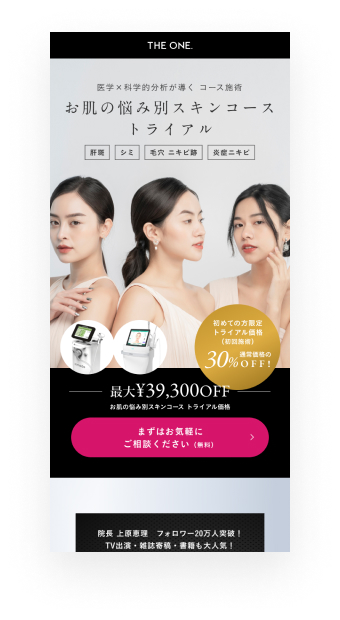 THE ONE.
医学×科学的分析が導く コース施術
お肌の悩み別スキンコース
トライアル
肝斑 シミ 毛穴 ニキビ跡 炎症ニキビ
初めての方限定
トライアル価格
(初回施術)
通常価格の
30%OFF!
最大¥39,300OFF
お肌の悩み別スキンコース トライアル価格
まずはお気軽に
ご相談ください (無料)
院長 上原恵理 フォロワー20万人突破!
TV出演・雑誌寄稿・書籍も大人気!